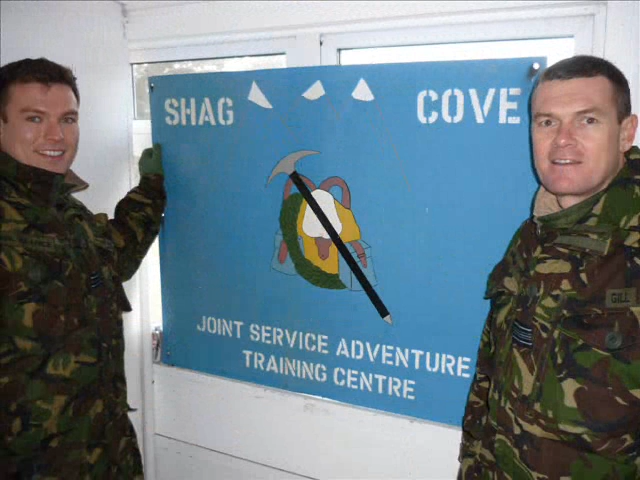 SHAG COVE
JOINT SERVICE ADVENTURE
TRAINING CENTRE
GILL